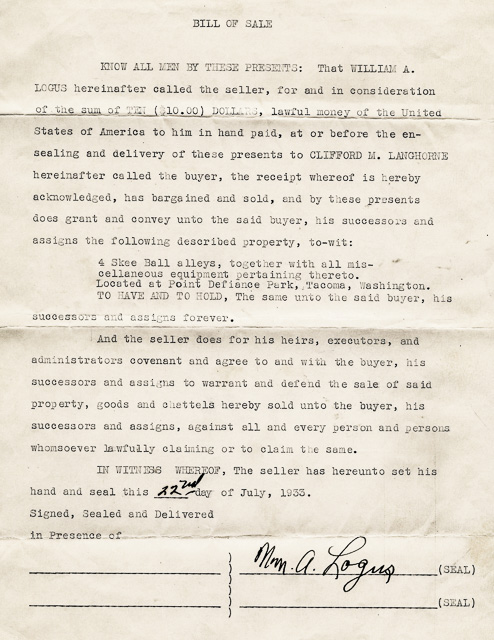 BILL OF SALE
KNOW ALL MEN BY THESE PRESENTS: That WILLIAM A.
LOGUS hereinafter called the seller, for and in consideration
of the sum of TEN ($10.00) DOLLARS, lawful money of the United
States of America to him in hand paid, at or before the en-
sealing and delivery of these presents to CLIFFORD M. LANGHORNE
hereinafter called the buyer, the receipt whereof is hereby
acknowledged, has bargained and sold, and by these presents
does grant and convey unto the said buyer, his successors and
assigns the following described property, to-wit:
4 Skee Ball alleys, together with all mis-
cellaneous equipment pertaining thereto.
Located at Point Defiance Park, Tacoma, Washington.
TO HAVE AND TO HOLD, The same unto the said buyer, his
successors and assigns forever.
And the seller does for his heirs, executors, and
administrators covenant and agree to and with the buyer, his
successors and assigns to warrant and defend the sale of said
property, goods and chattels hereby sold unto the buyer, his
successors and assigns, against all and every person and persons
whomsoever lawfully claiming or to claim the same.
IN WITNESS WHEREOF, The seller has hereunto set his
hand and seal this 22nd day of July, 1933.
Signed, Sealed and Delivered
in Presence of
Wm. A. Logus (SEAL)
(SEAL)